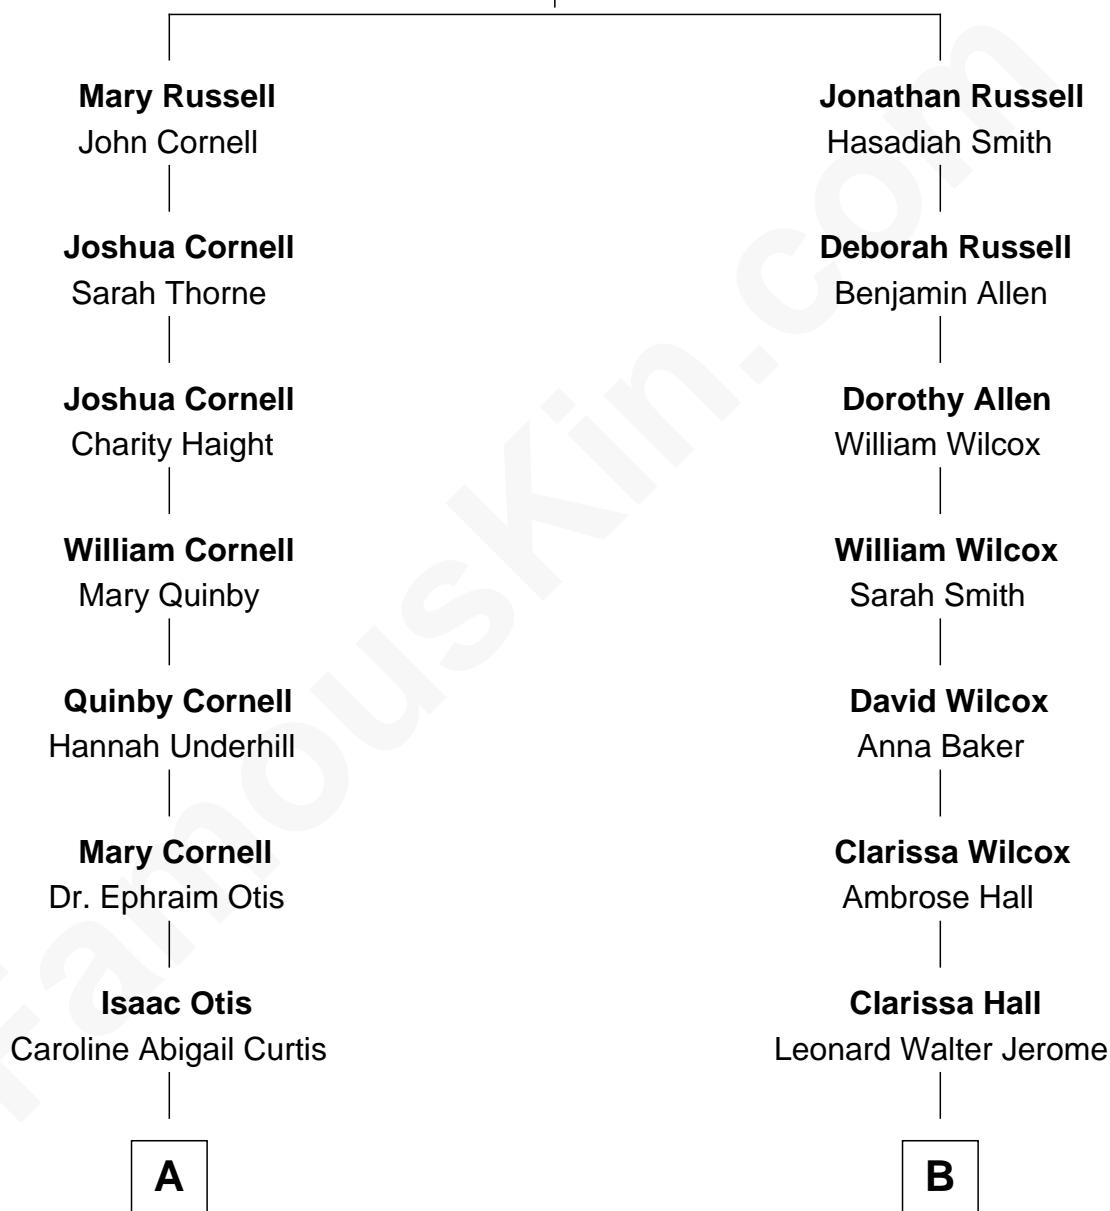 Mary Russell
John Cornell
Jonathan Russell
Hasadiah Smith
Joshua Cornell
Sarah Thorne
Deborah Russell
Benjamin Allen
Joshua Cornell
Charity Haight
Dorothy Allen
William Wilcox
William Cornell
Mary Quinby
William Wilcox
Sarah Smith
Quinby Cornell
Hannah Underhill
David Wilcox
Anna Baker
Mary Cornell
Dr. Ephraim Otis
Clarissa Wilcox
Ambrose Hall
Isaac Otis
Caroline Abigail Curtis
Clarissa Hall
Leonard Walter Jerome
A
B
FamousKin.com